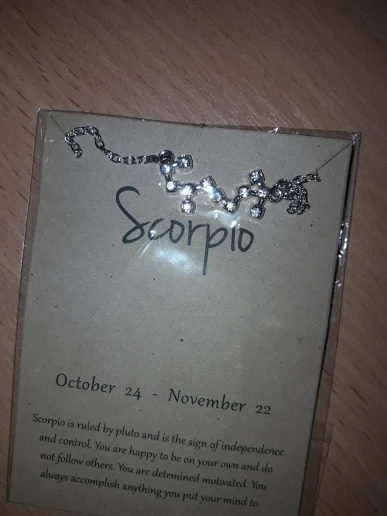 Scorpio
October 24 - November 22
Scorpio is ruled by pluto and is the sign of independence
and control. You are happy to be on your own and do
not follow others. You are detemined motivated. You
always accomplish anything you put your mind to.